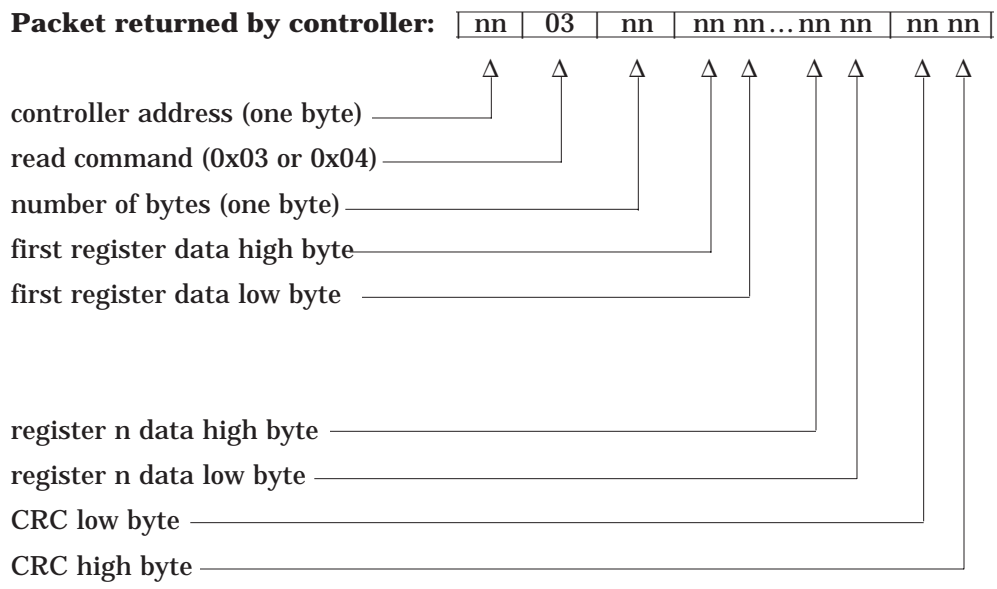 Packet returned by controller: nn 03 nn nn nn...nn nn nn nn
Δ Δ Δ Δ Δ Δ Δ Δ Δ
controller address (one byte)
read command (0x03 or 0x04)
number of bytes (one byte)
first register data high byte
first register data low byte
register n data high byte
register n data low byte
CRC low byte
CRC high byte